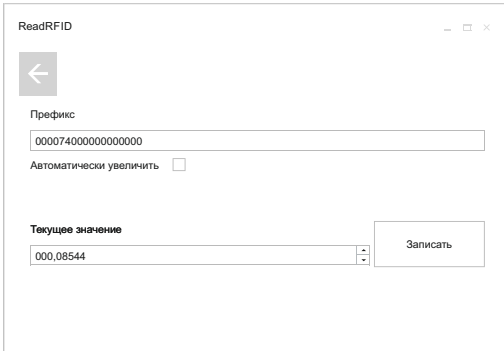 ReadRFID
Префикс
000074000000000000
Автоматически увеличить
Текущее значение
000,08544
Записать